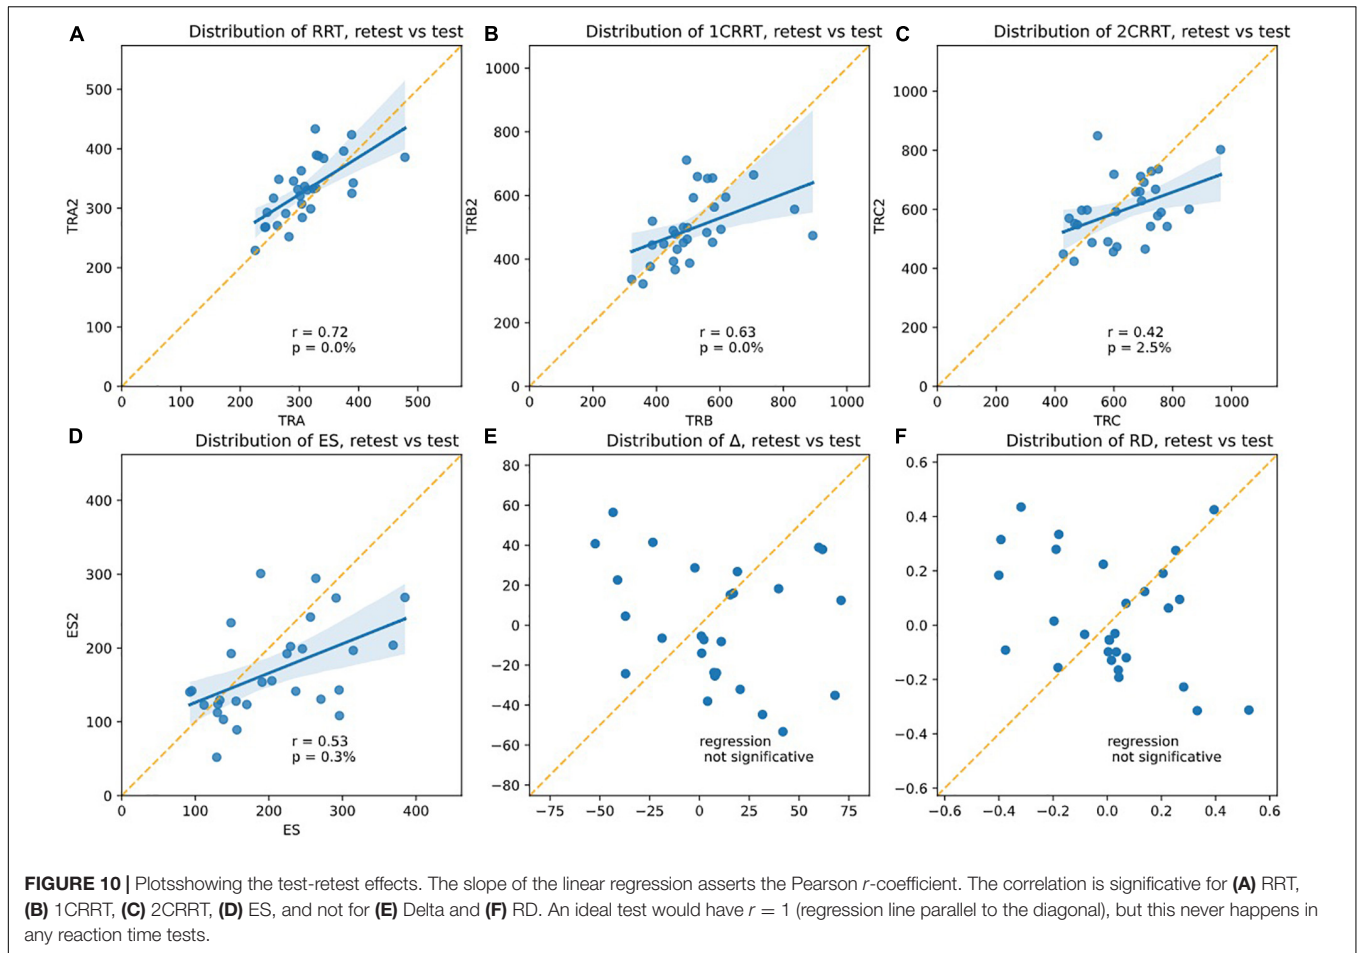 A
Distribution of RRT, retest vs test
500
400
300
200
100
0
TRA2
r = 0.72
p = 0.0%
0 100 200 300 400 500
TRA
B
Distribution of 1CRRT, retest vs test
1000
800
600
400
200
0
TRB2
r = 0.63
p = 0.0%
0 200 400 600 800 1000
TRB
C
Distribution of 2CRRT, retest vs test
1000
800
600
400
200
0
TRC2
r = 0.42
p = 2.5%
0 200 400 600 800 1000
TRC
D
Distribution of ES, retest vs test
400
300
200
100
0
ES2
r = 0.53
p = 0.3%
0 100 200 300 400
ES
E
Distribution of Δ, retest vs test
80
60
40
20
0
−20
−40
−60
−80
regression
not significative
−75 −50 −25 0 25 50 75
F
Distribution of RD, retest vs test
0.6
0.4
0.2
0.0
−0.2
−0.4
−0.6
regression
not significative
−0.6 −0.4 −0.2 0.0 0.2 0.4 0.6
FIGURE 10 | Plotsshowing the test-retest effects. The slope of the linear regression asserts the Pearson r-coefficient. The correlation is significative for (A) RRT,
(B) 1CRRT, (C) 2CRRT, (D) ES, and not for (E) Delta and (F) RD. An ideal test would have r = 1 (regression line parallel to the diagonal), but this never happens in
any reaction time tests.